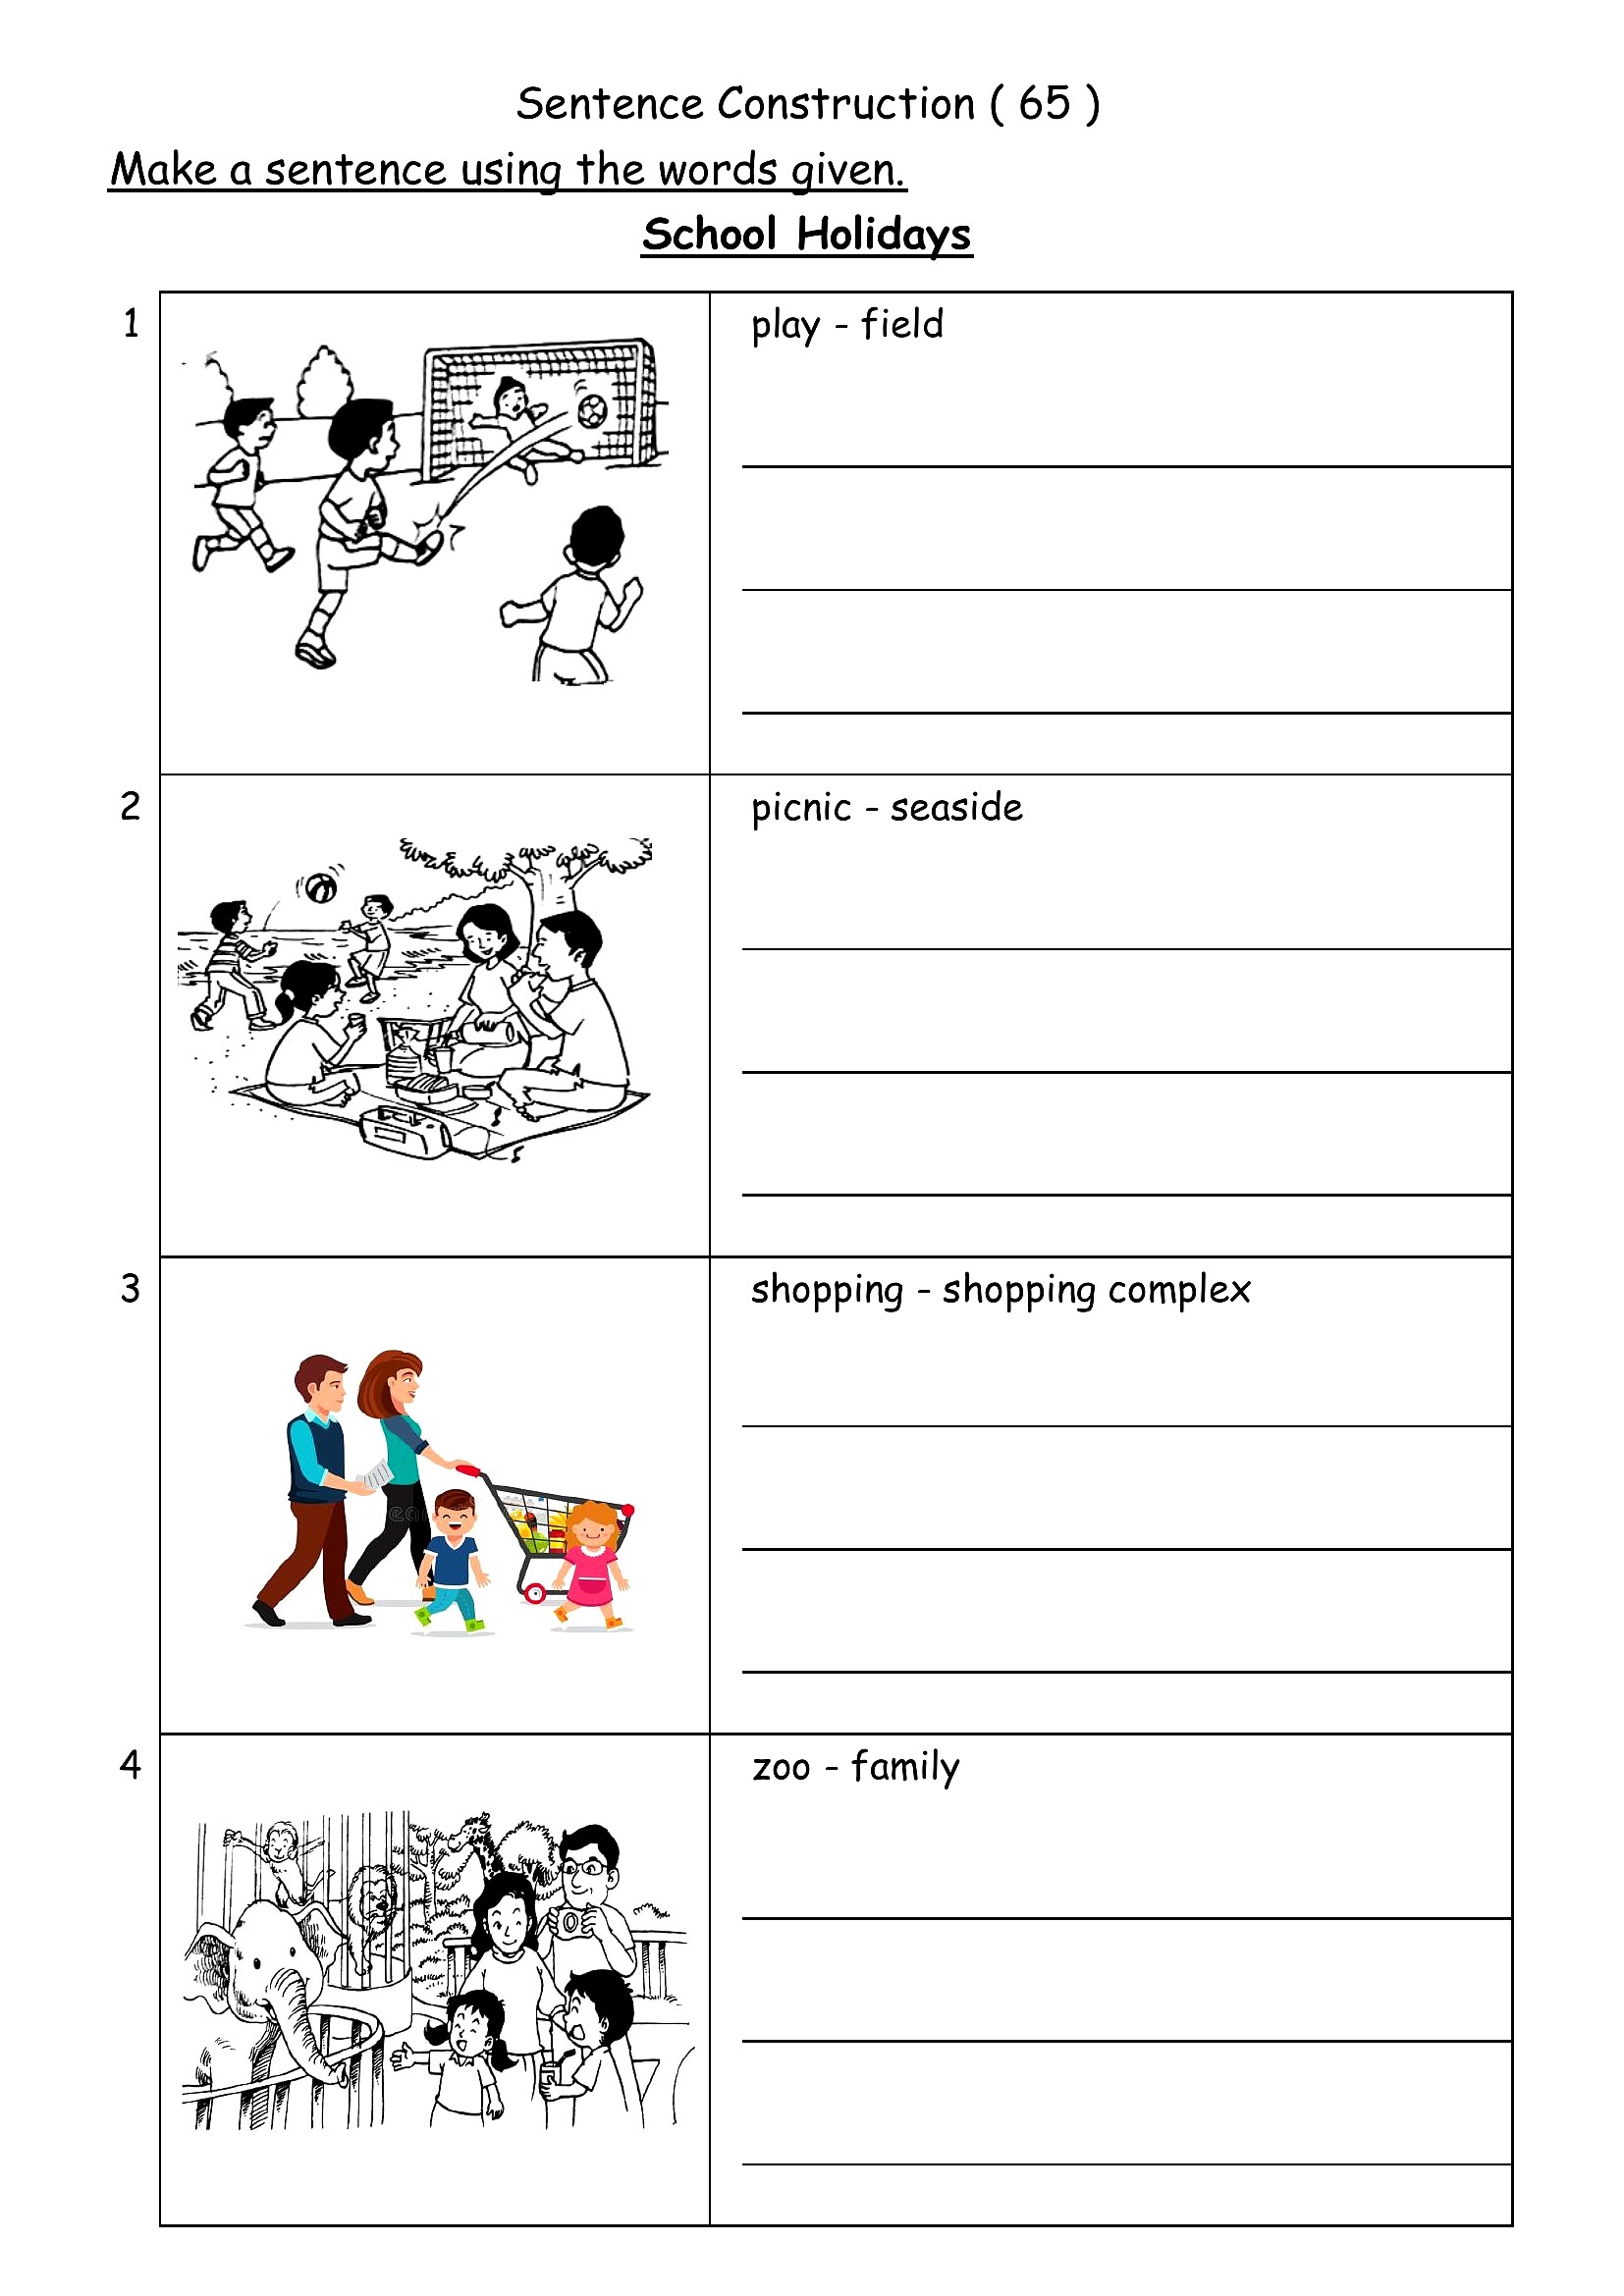 Sentence Construction ( 65 )
Make a sentence using the words given.
School Holidays
1
play - field
2
picnic - seaside
3
shopping - shopping complex
4
zoo - family